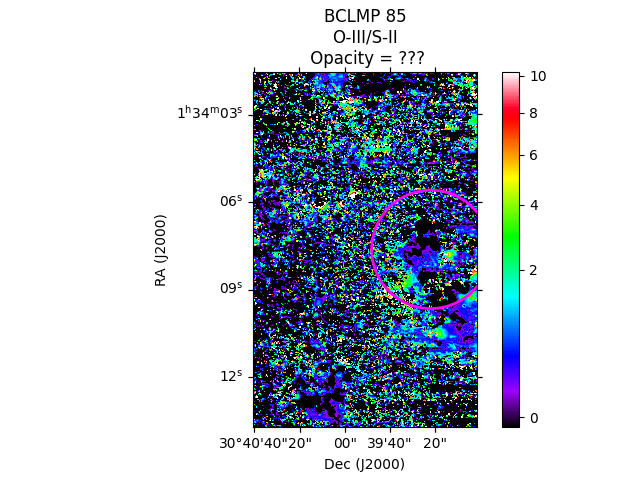 BCLMP 85
O-III/S-II
Opacity = ???
1h34m03s
06s
09s
12s
RA (J2000)
30°40'40"20" 00" 39'40" 20"
Dec (J2000)
10
8
6
4
2
0